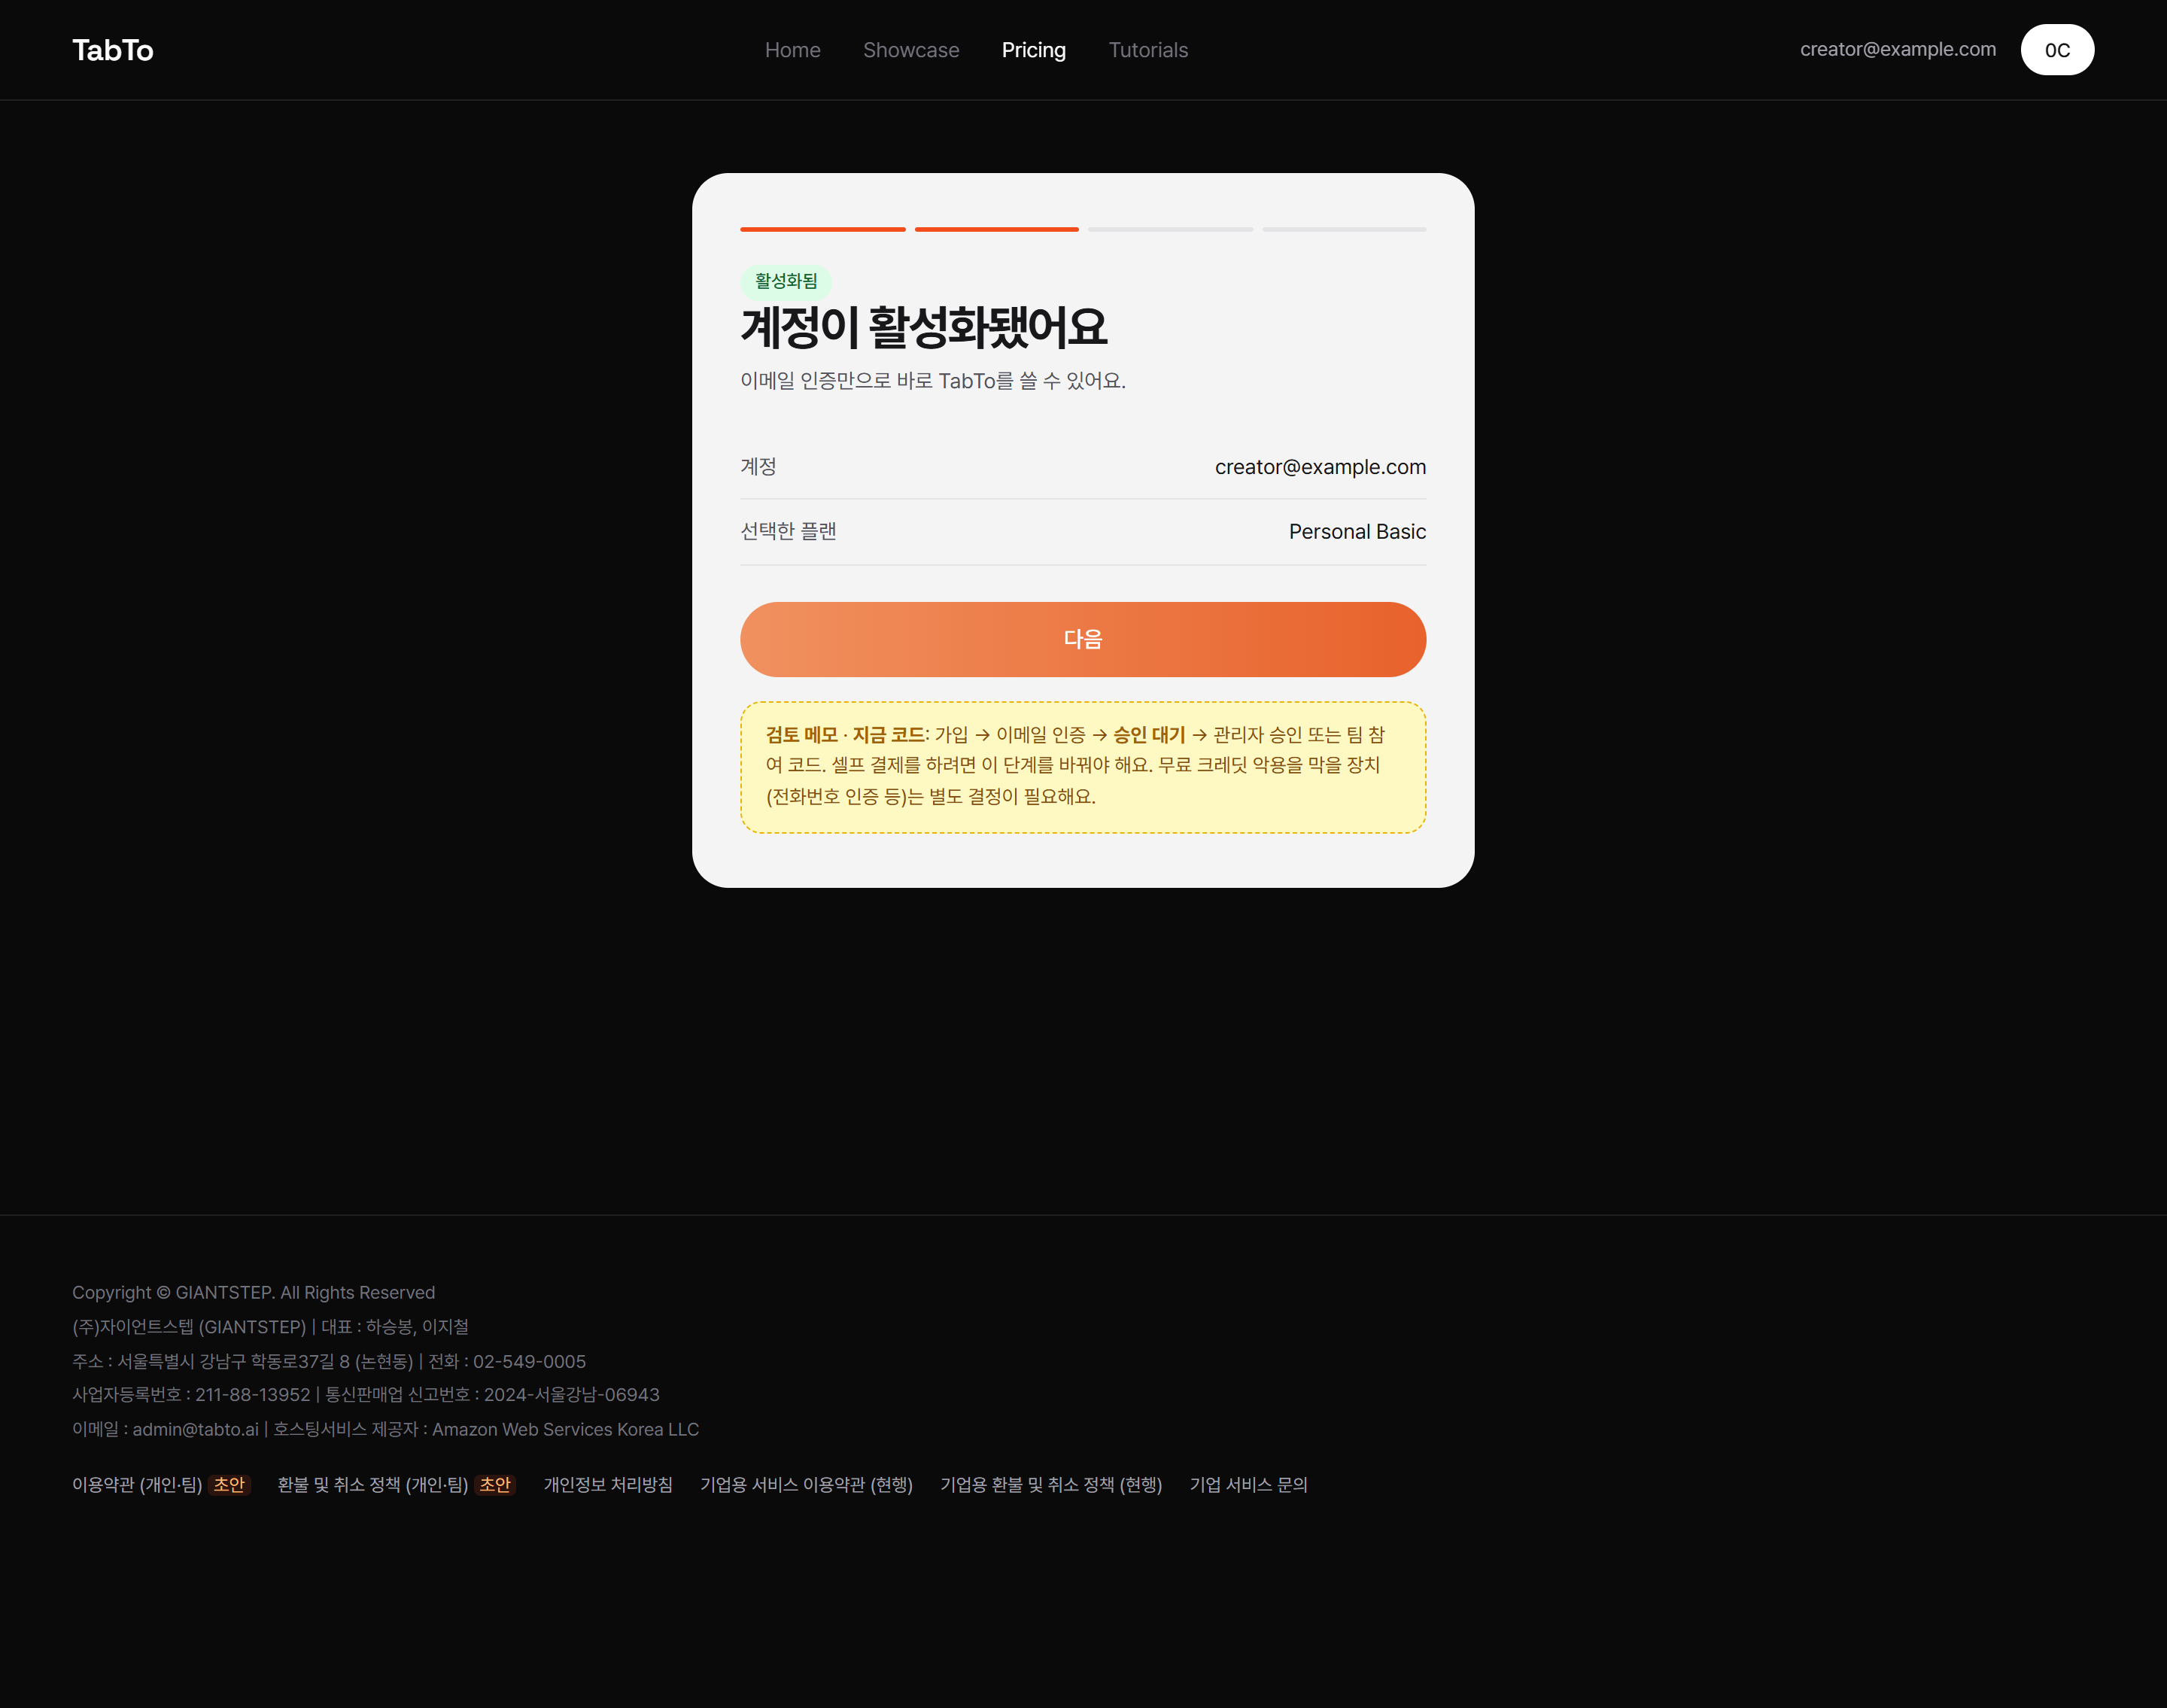 TabTo
Home Showcase Pricing Tutorials
creator@example.com 0C
활성화됨
계정이 활성화됐어요
이메일 인증만으로 바로 TabTo를 쓸 수 있어요.
계정 creator@example.com
선택한 플랜 Personal Basic
다음
검토 메모 · 지금 코드: 가입 → 이메일 인증 → 승인 대기 → 관리자 승인 또는 팀 참
여 코드. 셀프 결제를 하려면 이 단계를 바꿔야 해요. 무료 크레딧 악용을 막을 장치
(전화번호 인증 등)는 별도 결정이 필요해요.
Copyright © GIANTSTEP. All Rights Reserved
(주)자이언트스텝 (GIANTSTEP) | 대표 : 하승봉, 이지철
주소 : 서울특별시 강남구 학동로37길 8 (논현동) | 전화 : 02-549-0005
사업자등록번호 : 211-88-13952 | 통신판매업 신고번호 : 2024-서울강남-06943
이메일 : admin@tabto.ai | 호스팅서비스 제공자 : Amazon Web Services Korea LLC
이용약관 (개인·팀) 초안 환불 및 취소 정책 (개인·팀) 초안 개인정보 처리방침 기업용 서비스 이용약관 (현행) 기업용 환불 및 취소 정책 (현행) 기업 서비스 문의